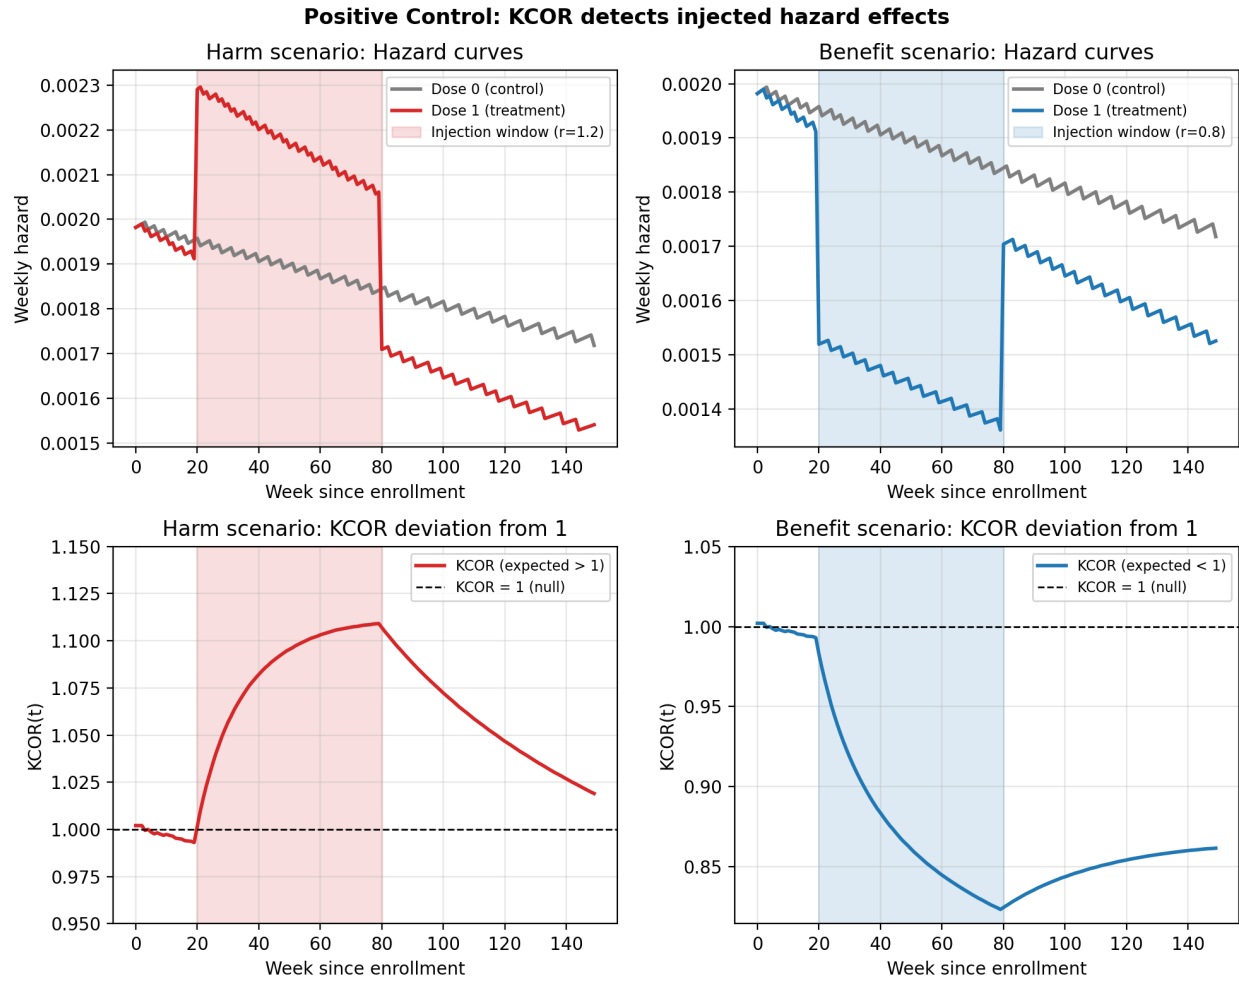 Positive Control: KCOR detects injected hazard effects
Harm scenario: Hazard curves
Weekly hazard
0.0023
0.0022
0.0021
0.0020
0.0019
0.0018
0.0017
0.0016
0.0015
Dose 0 (control)
Dose 1 (treatment)
Injection window (r=1.2)
0 20 40 60 80 100 120 140
Week since enrollment
Benefit scenario: Hazard curves
Weekly hazard
0.0020
0.0019
0.0018
0.0017
0.0016
0.0015
0.0014
Dose 0 (control)
Dose 1 (treatment)
Injection window (r=0.8)
0 20 40 60 80 100 120 140
Week since enrollment
Harm scenario: KCOR deviation from 1
KCOR(t)
1.150
1.125
1.100
1.075
1.050
1.025
1.000
0.975
0.950
KCOR (expected > 1)
KCOR = 1 (null)
0 20 40 60 80 100 120 140
Week since enrollment
Benefit scenario: KCOR deviation from 1
KCOR(t)
1.05
1.00
0.95
0.90
0.85
KCOR (expected < 1)
KCOR = 1 (null)
0 20 40 60 80 100 120 140
Week since enrollment